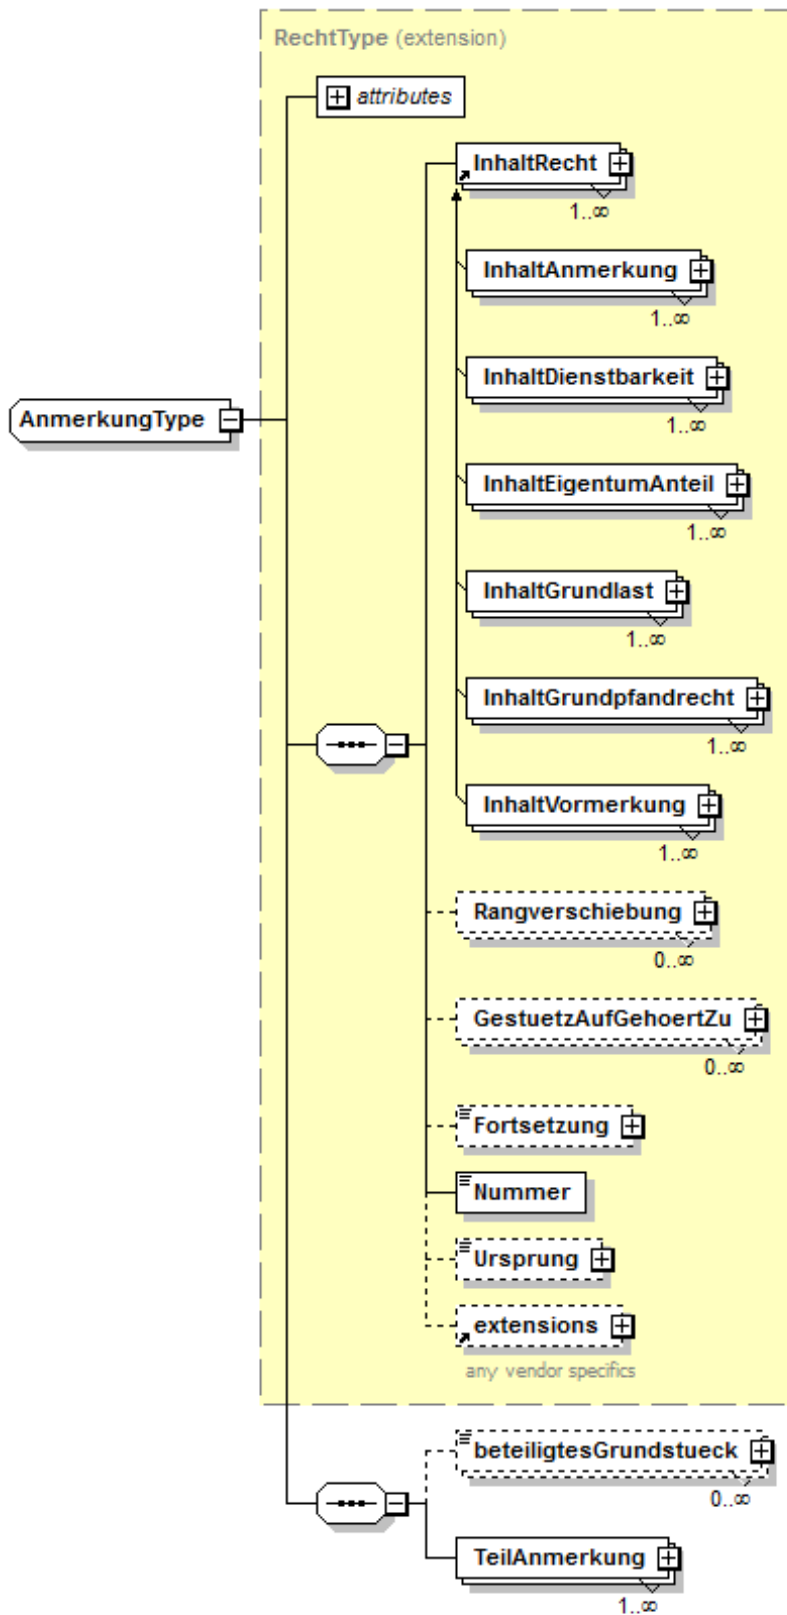 RechtType (extension)
attributes
InhaltRecht
1..∞
InhaltAnmerkung
1..∞
InhaltDienstbarkeit
1..∞
AnmerkungType
InhaltEigentumAnteil
1..∞
InhaltGrundlast
1..∞
InhaltGrundpfandrecht
1..∞
InhaltVormerkung
1..∞
Rangverschiebung
0..∞
GestuetzAufGehoertZu
0..∞
Fortsetzung
Nummer
Ursprung
extensions
any vendor specifics
beteiligtesGrundstueck
0..∞
TeilAnmerkung
1..∞